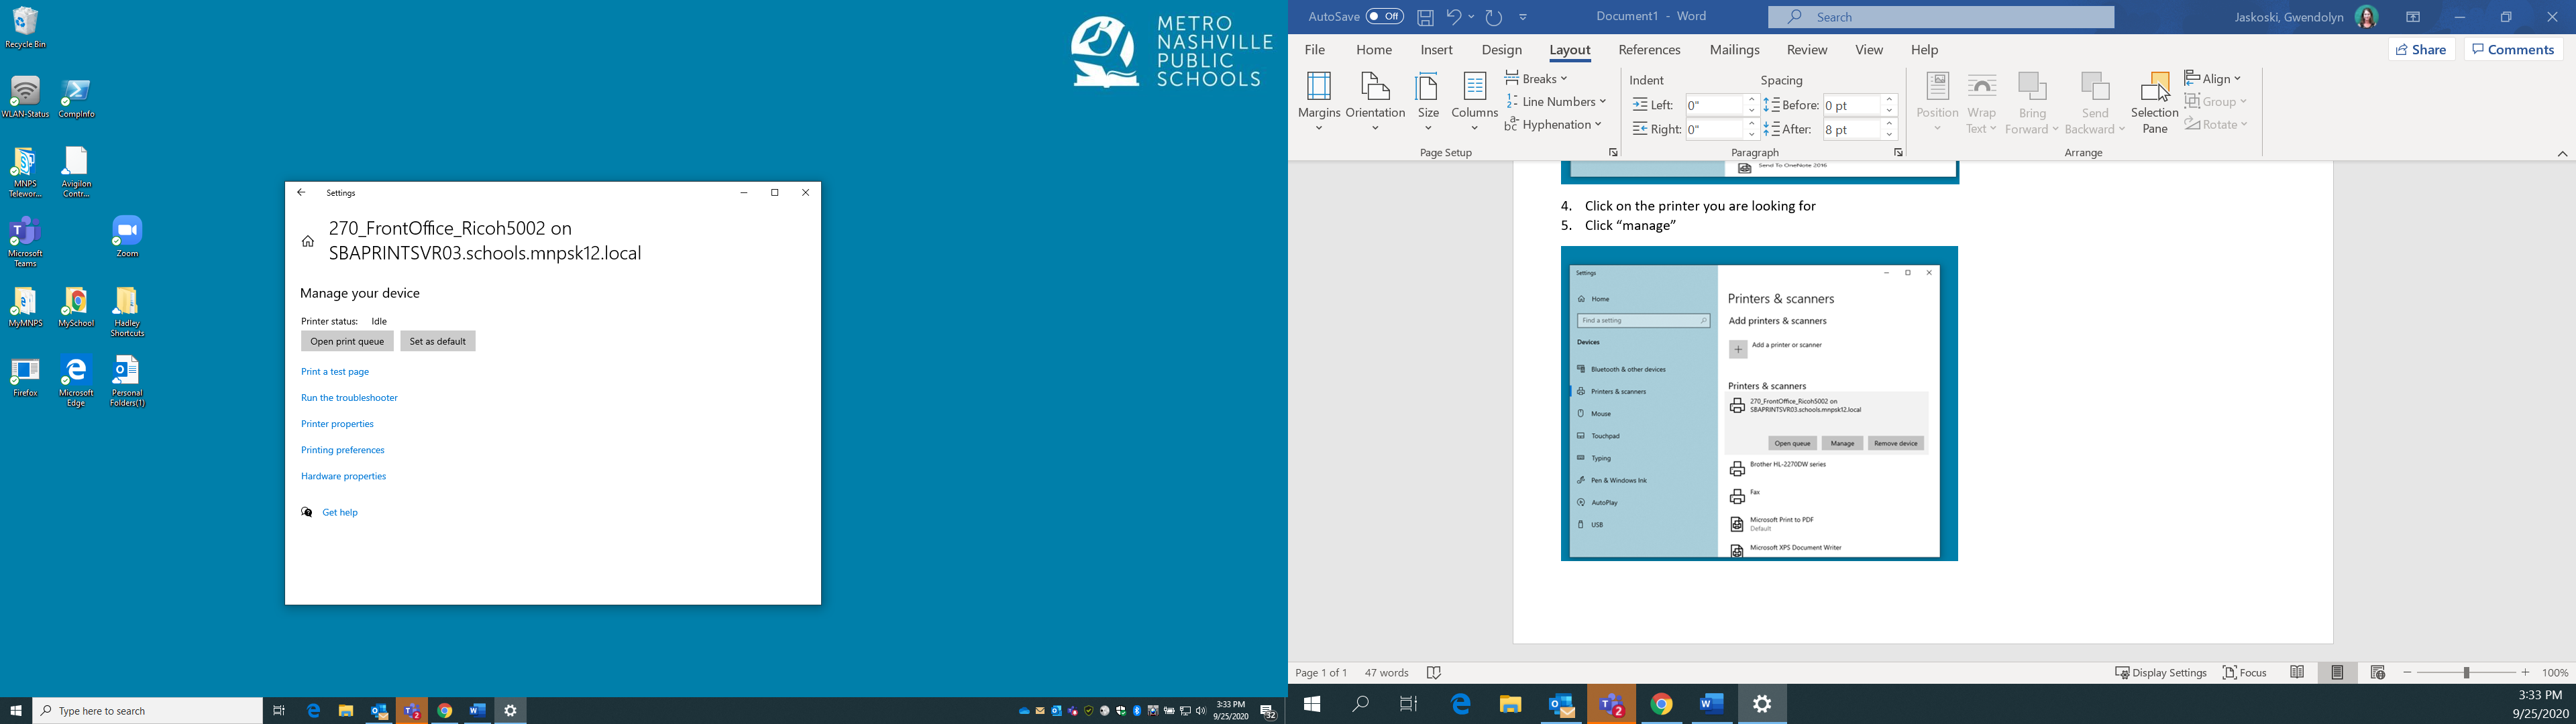 Recycle Bin
WLAN-Status
CompInfo
MNPS
Telewor...
Avigilon
Contr...
Microsoft
Teams
Zoom
MyMNPS
MySchool
Hadley
Shortcuts
Firefox
Microsoft
Edge
Personal
Folders(1)
METRO
NASHVILLE
PUBLIC
SCHOOLS
Settings
270_FrontOffice_Ricoh5002 on
SBAPRINTSVR03.schools.mnpsk12.local
Manage your device
Printer status: Idle
Open print queue
Set as default
Print a test page
Run the troubleshooter
Printer properties
Printing preferences
Hardware properties
Get help
Type here to search
2
3:33 PM
9/25/2020
32
AutoSave Off
Document1 - Word
Search
Jaskoski, Gwendolyn
File Home Insert Design Layout References Mailings Review View Help
Share
Comments
Margins
Orientation
Size
Columns
Breaks
Line Numbers
Hyphenation
Page Setup
Indent
Left: 0"
Right: 0"
Spacing
Before: 0 pt
After: 8 pt
Paragraph
Position
Wrap
Text
Bring
Forward
Send
Backward
Selection
Pane
Align
Group
Rotate
Arrange
Send To OneNote 2016
4. Click on the printer you are looking for
5. Click “manage”
Settings
Home
Find a setting
Devices
Bluetooth & other devices
Printers & scanners
Mouse
Touchpad
Typing
Pen & Windows Ink
AutoPlay
USB
Printers & scanners
Add printers & scanners
Add a printer or scanner
Printers & scanners
270_FrontOffice_Ricoh5002 on
SBAPRINTSVR03.schools.mnpsk12.local
Open queue
Manage
Remove device
Brother HL-2270DW series
Fax
Microsoft Print to PDF
Default
Microsoft XPS Document Writer
Page 1 of 1
47 words
Display Settings
Focus
100%
2
3:33 PM
9/25/2020